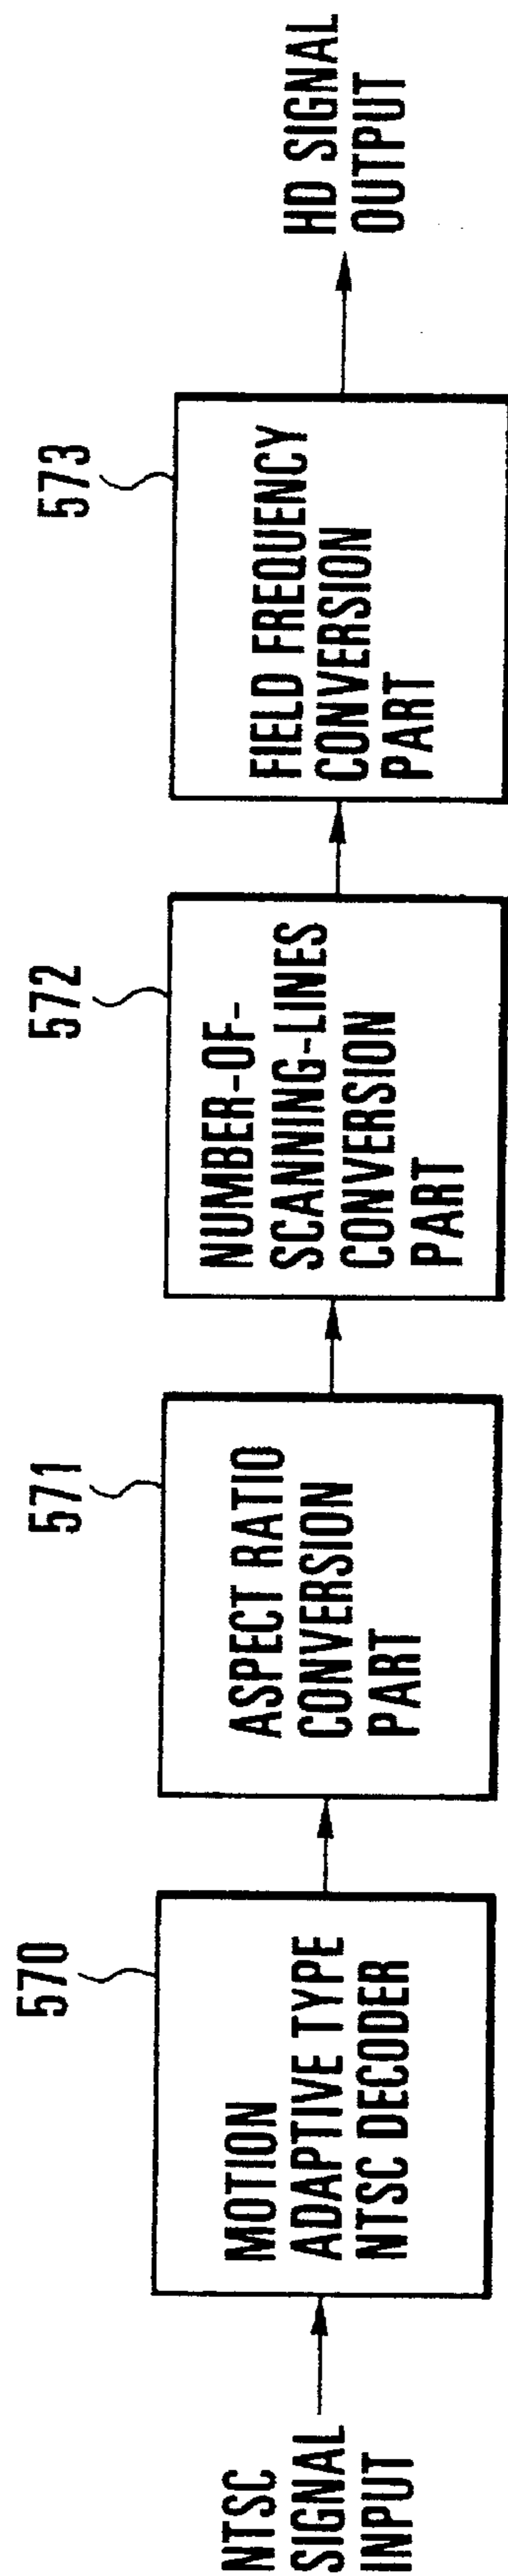 NTSC
SIGNAL
INPUT
570
MOTION
ADAPTIVE TYPE
NTSC DECODER
571
ASPECT RATIO
CONVERSION
PART
572
NUMBER-OF-
SCANNING-LINES
CONVERSION
PART
573
FIELD FREQUENCY
CONVERSION
PART
HD SIGNAL
OUTPUT